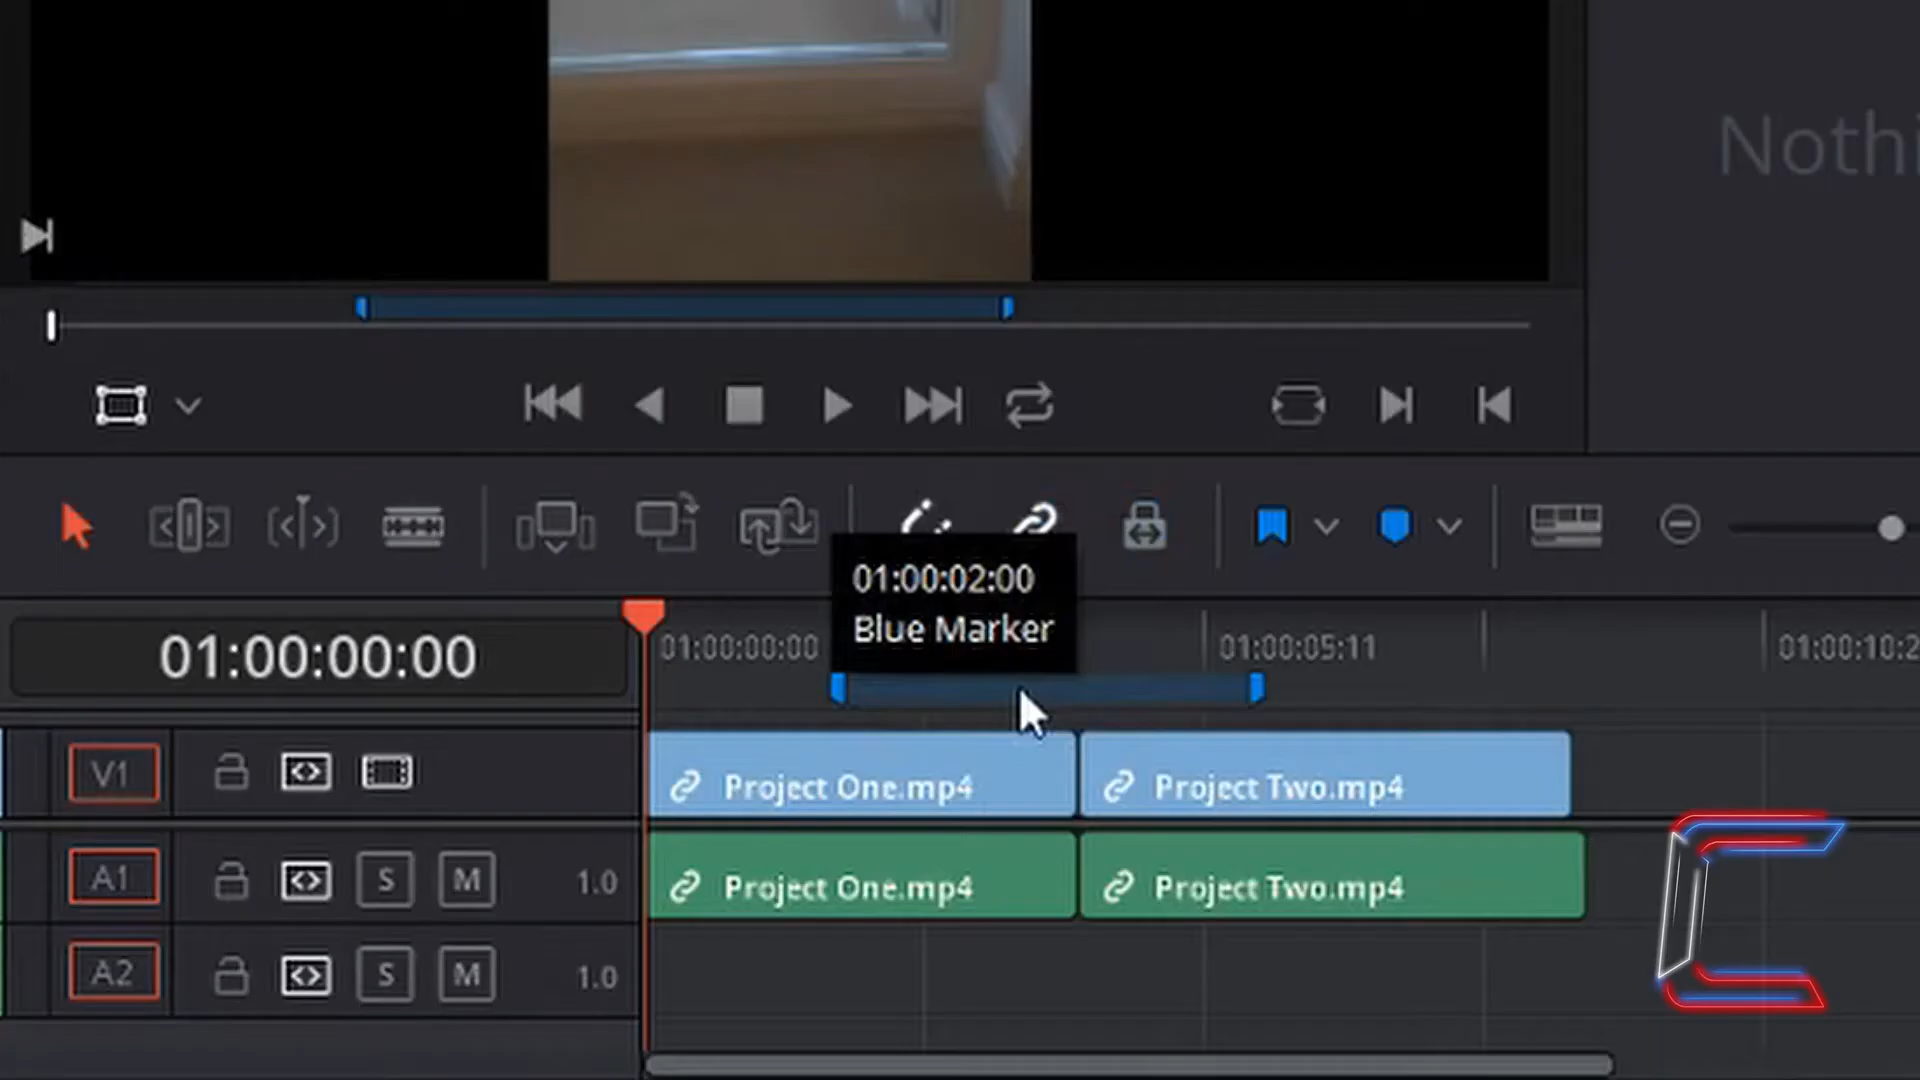 Nothi
01:00:02:00
Blue Marker
01:00:00:00
01:00:00:00
01:00:05:11
01:00:10:2
V1
Project One.mp4
Project Two.mp4
A1
S
M
1.0
Project One.mp4
Project Two.mp4
A2
S
M
1.0